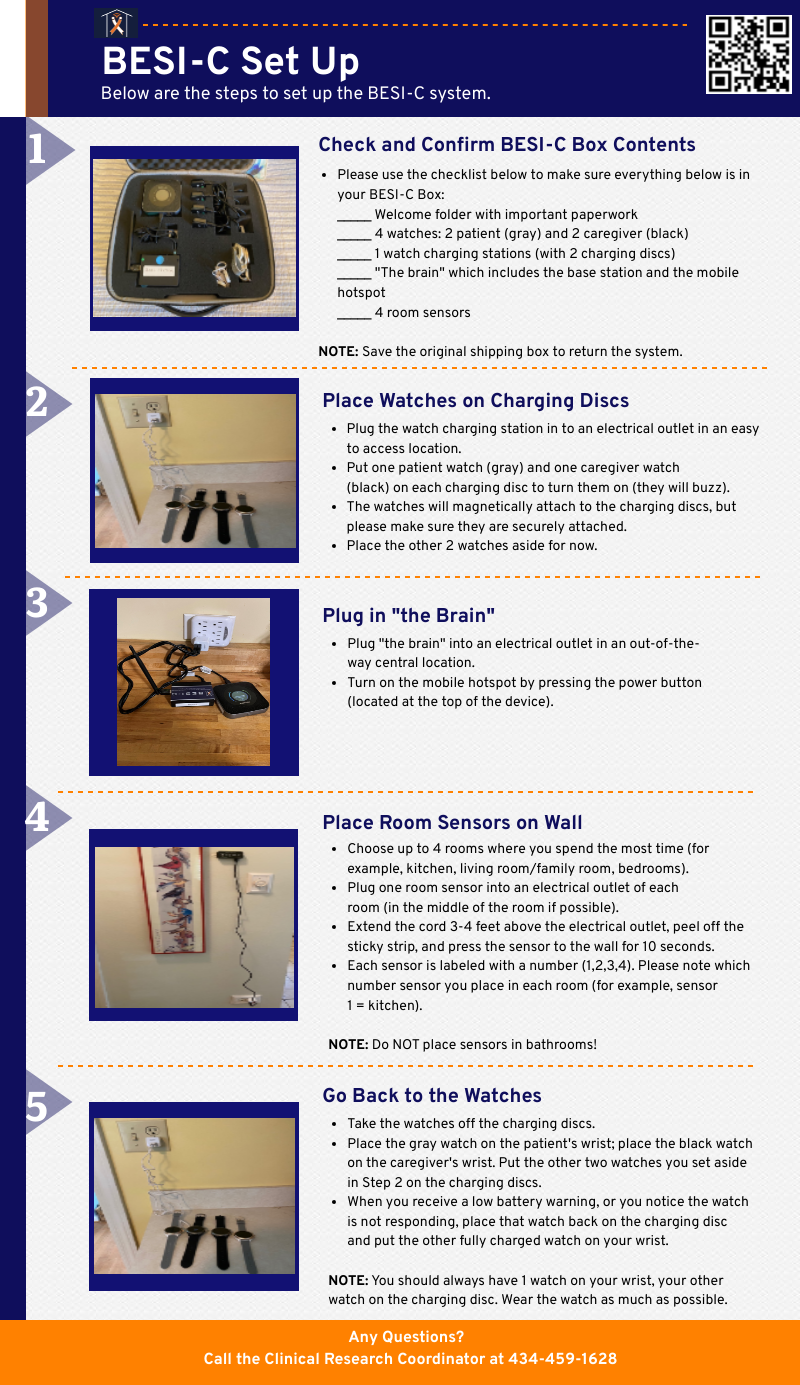 BESI-C Set Up
Below are the steps to set up the BESI-C system.
1
Check and Confirm BESI-C Box Contents
• Please use the checklist below to make sure everything below is in
your BESI-C Box:
_____ Welcome folder with important paperwork
_____ 4 watches: 2 patient (gray) and 2 caregiver (black)
_____ 1 watch charging stations (with 2 charging discs)
_____ "The brain" which includes the base station and the mobile
hotspot
_____ 4 room sensors
NOTE: Save the original shipping box to return the system.
2
Place Watches on Charging Discs
• Plug the watch charging station in to an electrical outlet in an easy
to access location.
• Put one patient watch (gray) and one caregiver watch
(black) on each charging disc to turn them on (they will buzz).
• The watches will magnetically attach to the charging discs, but
please make sure they are securely attached.
• Place the other 2 watches aside for now.
3
Plug in "the Brain"
• Plug "the brain" into an electrical outlet in an out-of-the-
way central location.
• Turn on the mobile hotspot by pressing the power button
(located at the top of the device).
4
Place Room Sensors on Wall
• Choose up to 4 rooms where you spend the most time (for
example, kitchen, living room/family room, bedrooms).
• Plug one room sensor into an electrical outlet of each
room (in the middle of the room if possible).
• Extend the cord 3-4 feet above the electrical outlet, peel off the
sticky strip, and press the sensor to the wall for 10 seconds.
• Each sensor is labeled with a number (1,2,3,4). Please note which
number sensor you place in each room (for example, sensor
1 = kitchen).
NOTE: Do NOT place sensors in bathrooms!
5
Go Back to the Watches
• Take the watches off the charging discs.
• Place the gray watch on the patient's wrist; place the black watch
on the caregiver's wrist. Put the other two watches you set aside
in Step 2 on the charging discs.
• When you receive a low battery warning, or you notice the watch
is not responding, place that watch back on the charging disc
and put the other fully charged watch on your wrist.
NOTE: You should always have 1 watch on your wrist, your other
watch on the charging disc. Wear the watch as much as possible.
Any Questions?
Call the Clinical Research Coordinator at 434-459-1628